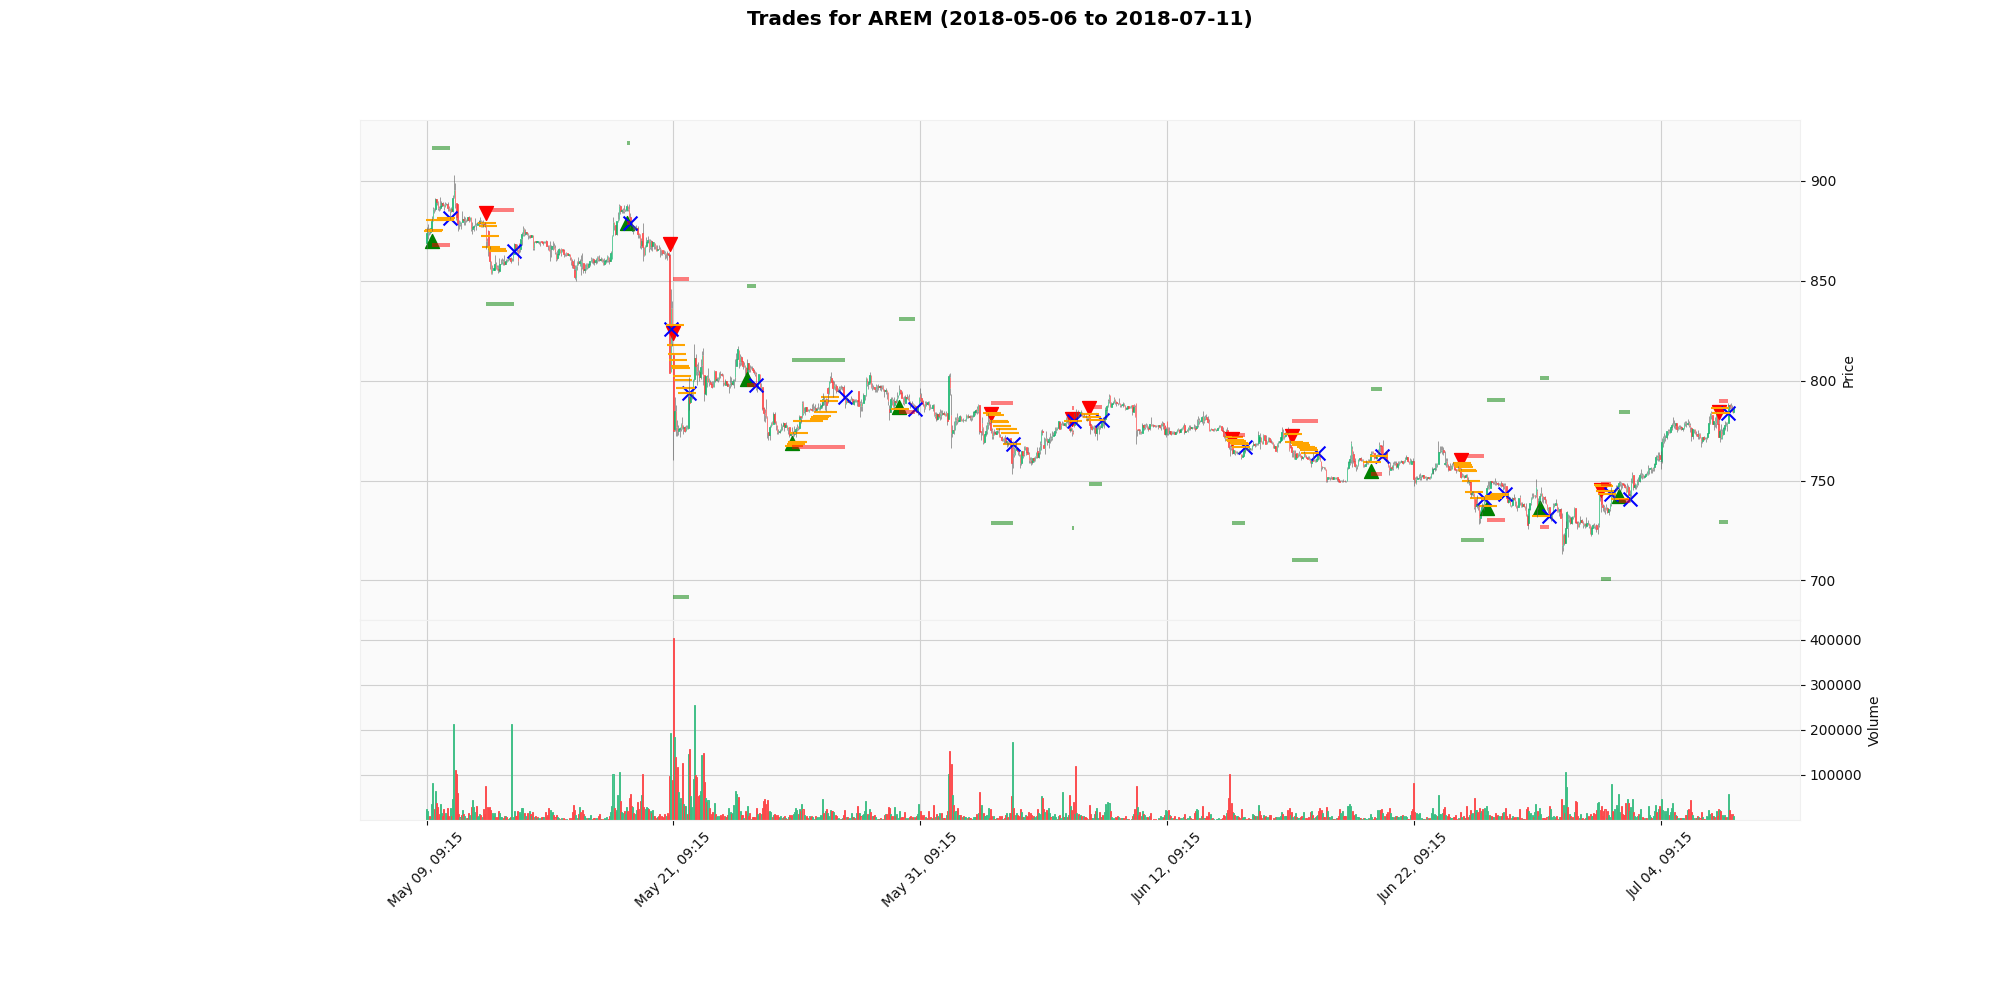 Trades for AREM (2018-05-06 to 2018-07-11)
900
850
800
750
700
Price
400000
300000
200000
100000
Volume
May 09, 09:15
May 21, 09:15
May 31, 09:15
Jun 12, 09:15
Jun 22, 09:15
Jul 04, 09:15